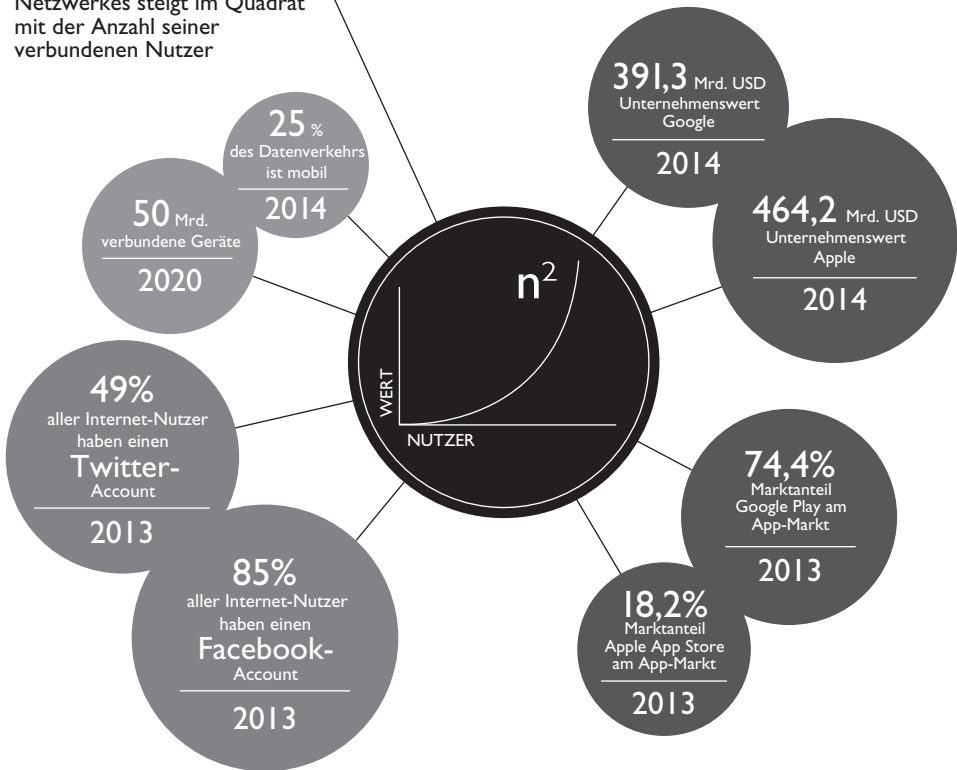 Netzwerkes steigt im Quadrat
mit der Anzahl seiner
verbundenen Nutzer
25 %
des Datenverkehrs
ist mobil
2014
50 Mrd.
verbundene Geräte
2020
49%
aller Internet-Nutzer
haben einen
Twitter-
Account
2013
85%
aller Internet-Nutzer
haben einen
Facebook-
Account
2013
n²
WERT
NUTZER
391,3 Mrd. USD
Unternehmenswert
Google
2014
464,2 Mrd. USD
Unternehmenswert
Apple
2014
74,4%
Marktanteil
Google Play am
App-Markt
2013
18,2%
Marktanteil
Apple App Store
am App-Markt
2013